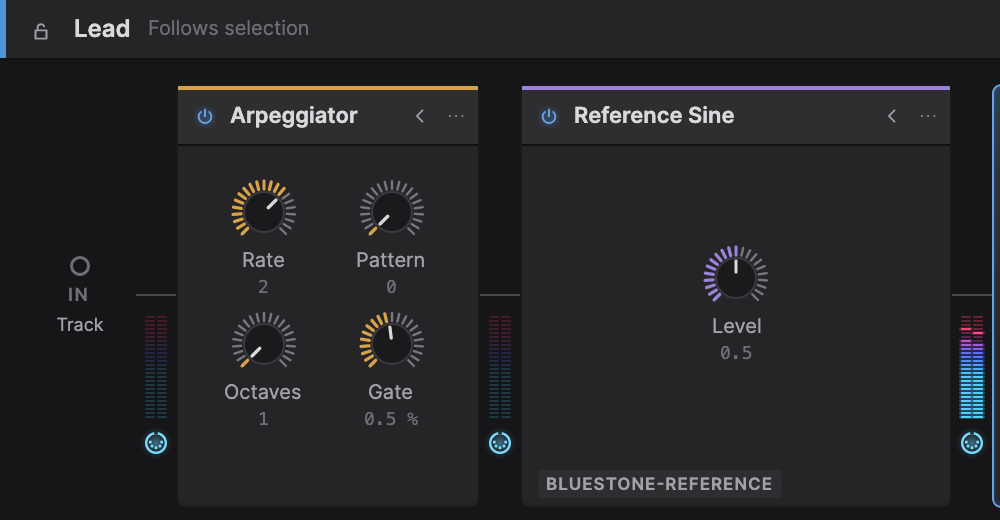 Lead Follows selection
Arpeggiator
Reference Sine
Rate
2
Pattern
0
Octaves
1
Gate
0.5 %
IN
Track
Level
0.5
BLUESTONE-REFERENCE